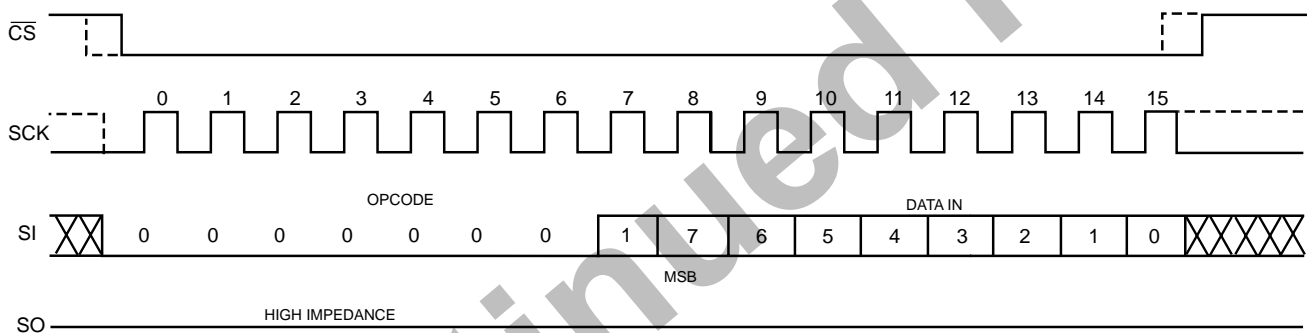 CS
0 1 2 3 4 5 6 7 8 9 10 11 12 13 14 15
SCK
OPCODE DATA IN
SI 0 0 0 0 0 0 0 1 7 6 5 4 3 2 1 0
MSB
HIGH IMPEDANCE
SO